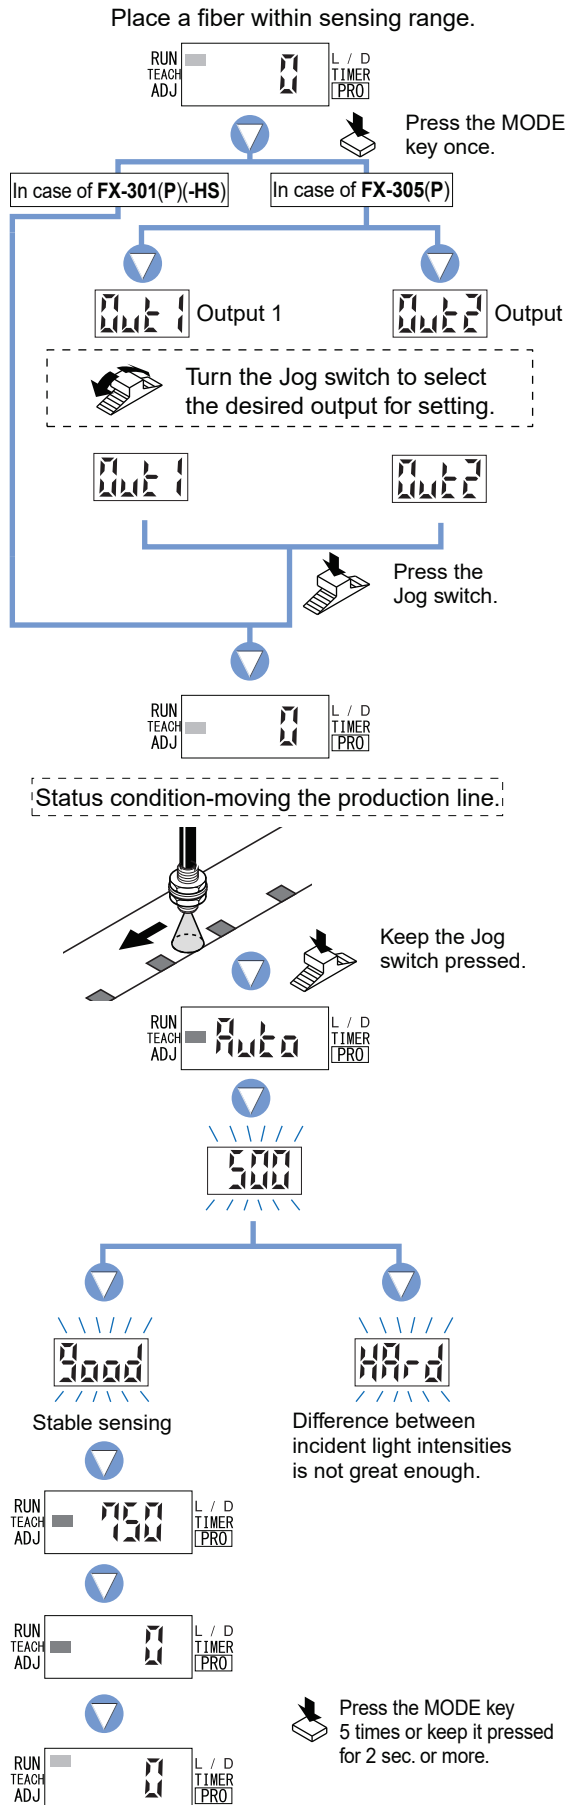 Place a fiber within sensing range.
RUN
TEACH
ADJ
0
L / D
TIMER
PRO
Press the MODE
key once.
In case of FX-301(P)(-HS)
In case of FX-305(P)
Out1
Output 1
Out2
Output
Turn the Jog switch to select
the desired output for setting.
Out1
Out2
Press the
Jog switch.
RUN
TEACH
ADJ
0
L / D
TIMER
PRO
Status condition-moving the production line.
Keep the Jog
switch pressed.
RUN
TEACH
ADJ
Auto
L / D
TIMER
PRO
500
good
HArd
Stable sensing
Difference between
incident light intensities
is not great enough.
RUN
TEACH
ADJ
750
L / D
TIMER
PRO
RUN
TEACH
ADJ
0
L / D
TIMER
PRO
Press the MODE key
5 times or keep it pressed
for 2 sec. or more.
RUN
TEACH
ADJ
0
L / D
TIMER
PRO